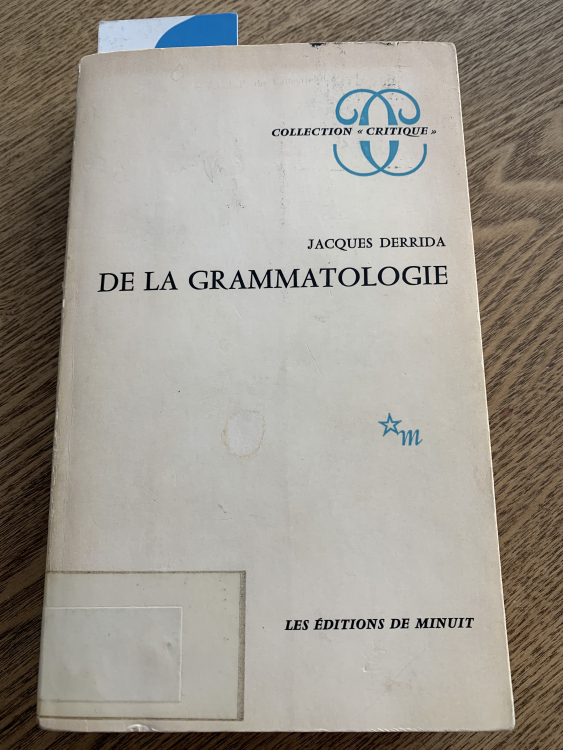 COLLECTION « CRITIQUE »
JACQUES DERRIDA
DE LA GRAMMATOLOGIE
m
LES ÉDITIONS DE MINUIT